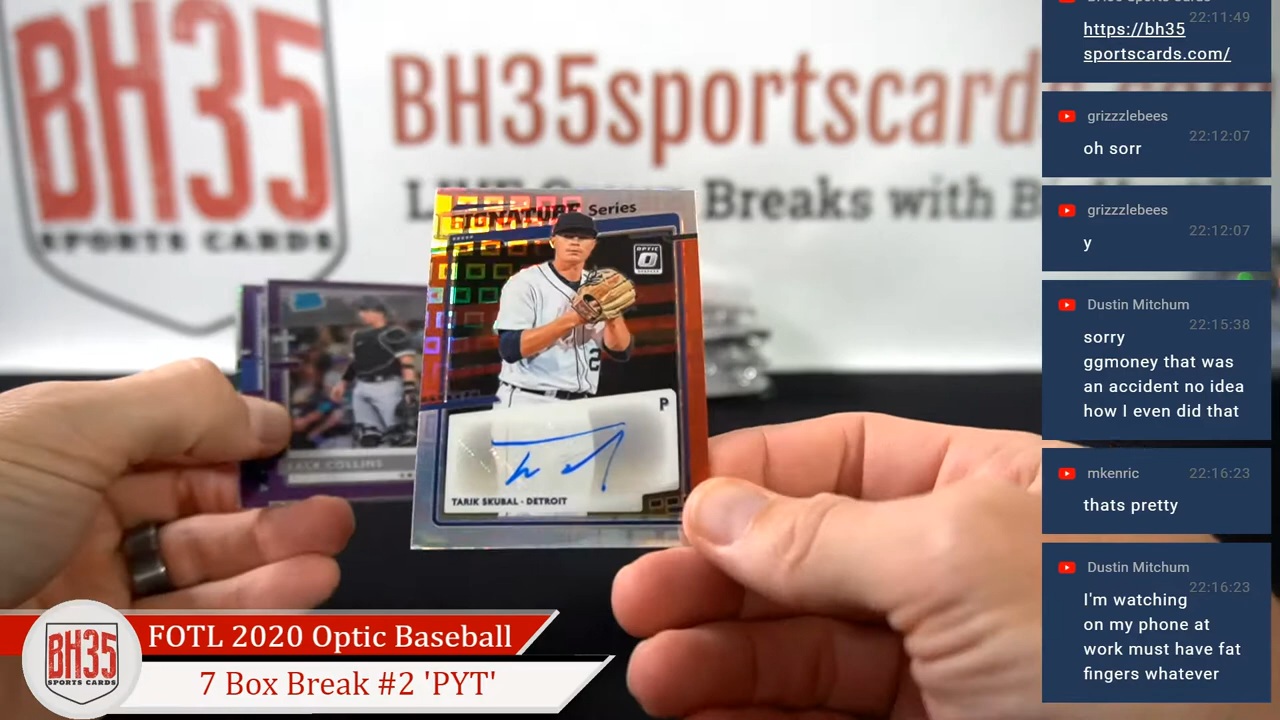 BH35
SPORTS CARDS
BH35sportscard
Breaks with B
SIGNATURE Series
OPTIC
P
TARIK SKUBAL - DETROIT
COLLINS
FOTL 2020 Optic Baseball
7 Box Break #2 'PYT'
BH35
SPORTS CARDS
22:11:49
https://bh35
sportscards.com/
grizzzlebees
22:12:07
oh sorr
grizzzlebees
22:12:07
y
Dustin Mitchum
22:15:38
sorry
ggmoney that was
an accident no idea
how I even did that
mkenric 22:16:23
thats pretty
Dustin Mitchum
22:16:23
I'm watching
on my phone at
work must have fat
fingers whatever